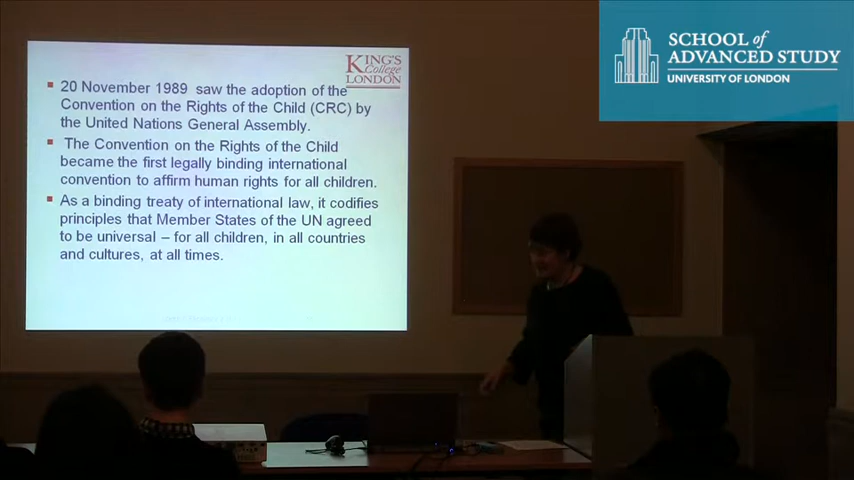 SCHOOL of
ADVANCED STUDY
UNIVERSITY OF LONDON
KING'S
College
LONDON
20 November 1989 saw the adoption of the
Convention on the Rights of the Child (CRC) by
the United Nations General Assembly.
The Convention on the Rights of the Child
became the first legally binding international
convention to affirm human rights for all children.
As a binding treaty of international law, it codifies
principles that Member States of the UN agreed
to be universal – for all children, in all countries
and cultures, at all times.